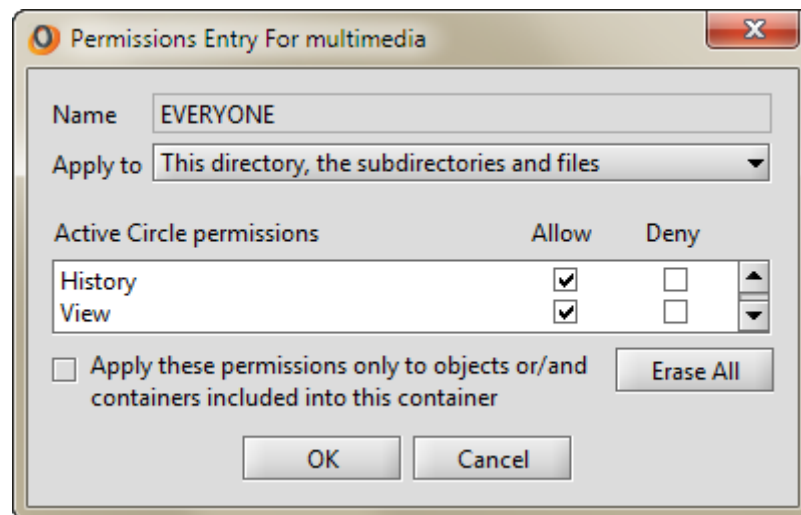 Permissions Entry For multimedia
Name EVERYONE
Apply to This directory, the subdirectories and files
Active Circle permissions Allow Deny
History
View
Apply these permissions only to objects or/and
containers included into this container
Erase All
OK Cancel